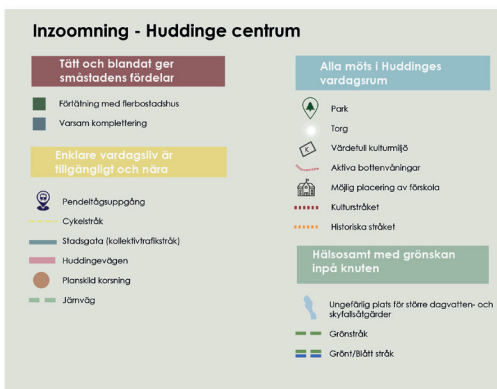 Inzoomning - Huddinge centrum
Tätt och blandat ger
småstadens fördelar
Förtätning med flerbostadshus
Varsam komplettering
Enklare vardagsliv är
tillgängligt och nära
Pendeltågsuppgång
Cykelstråk
Stadsgata (kollektivtrafikstråk)
Huddingevägen
Planskild korsning
Järnväg
Alla möts i Huddinges
vardagsrum
Park
Torg
K
Värdefull kulturmiljö
Aktiva bottenvåningar
Möjlig placering av förskola
Kulturstråket
Historiska stråket
Hälsosamt med grönskan
inpå knuten
Ungefärlig plats för större dagvatten- och
skyfallsåtgärder
Grönstråk
Grönt/Blått stråk